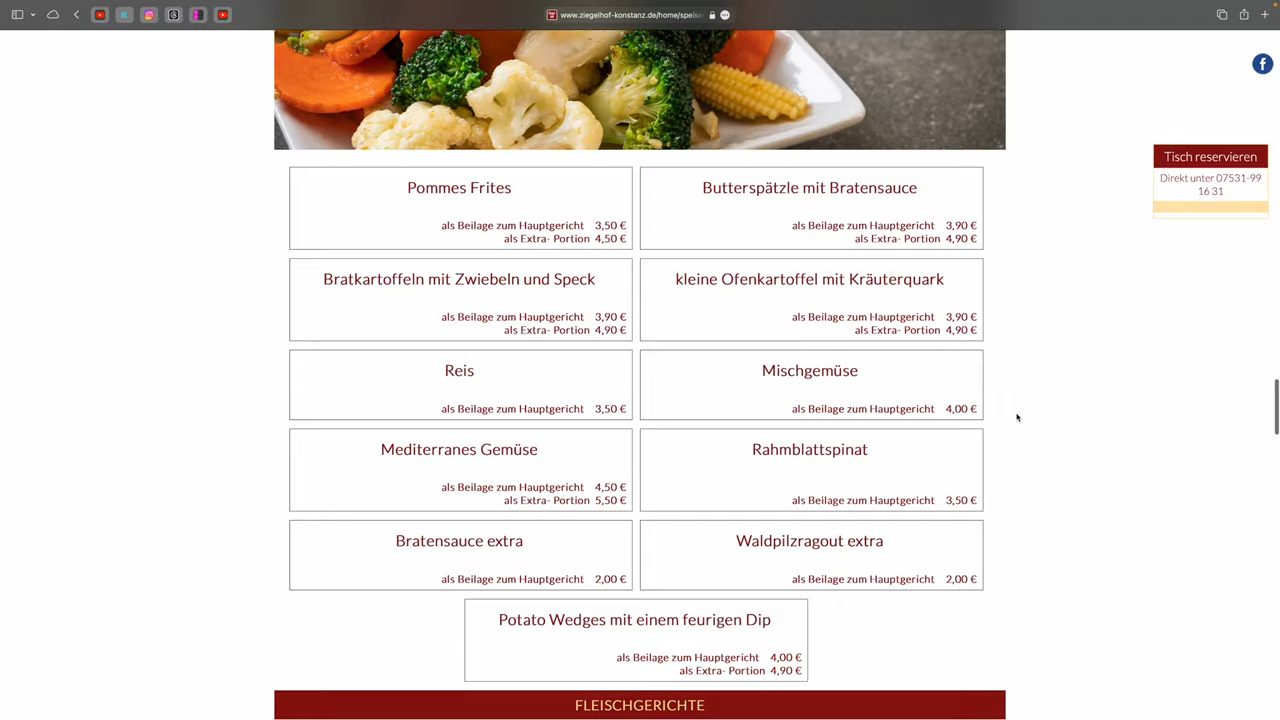 www.ziegelhof-konstanz.de/home/speise
Tisch reservieren
Direkt unter 07531-99
16 31
Pommes Frites
als Beilage zum Hauptgericht 3,50 €
als Extra- Portion 4,50 €
Butterspätzle mit Bratensauce
als Beilage zum Hauptgericht 3,90 €
als Extra- Portion 4,90 €
Bratkartoffeln mit Zwiebeln und Speck
als Beilage zum Hauptgericht 3,90 €
als Extra- Portion 4,90 €
kleine Ofenkartoffel mit Kräuterquark
als Beilage zum Hauptgericht 3,90 €
als Extra- Portion 4,90 €
Reis
als Beilage zum Hauptgericht 3,50 €
Mischgemüse
als Beilage zum Hauptgericht 4,00 €
Mediterranes Gemüse
als Beilage zum Hauptgericht 4,50 €
als Extra- Portion 5,50 €
Rahmblattspinat
als Beilage zum Hauptgericht 3,50 €
Bratensauce extra
als Beilage zum Hauptgericht 2,00 €
Waldpilzragout extra
als Beilage zum Hauptgericht 2,00 €
Potato Wedges mit einem feurigen Dip
als Beilage zum Hauptgericht 4,00 €
als Extra- Portion 4,90 €
FLEISCHGERICHTE